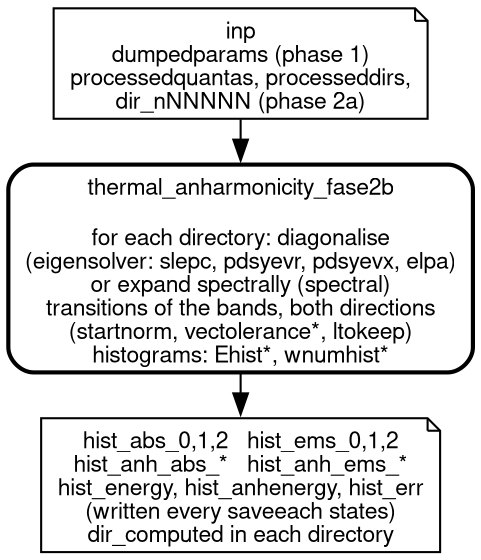 inp
dumpedparams (phase 1)
processedquantas, processeddirs,
dir_nNNNNN (phase 2a)
thermal_anharmonicity_fase2b
for each directory: diagonalise
(eigensolver: slepc, pdsyevr, pdsyevx, elpa)
or expand spectrally (spectral)
transitions of the bands, both directions
(startnorm, vectolerance*, ltokeep)
histograms: Ehist*, wnumhist*
hist_abs_0,1,2   hist_ems_0,1,2
hist_anh_abs_*   hist_anh_ems_*
hist_energy, hist_anhenergy, hist_err
(written every saveeach states)
dir_computed in each directory